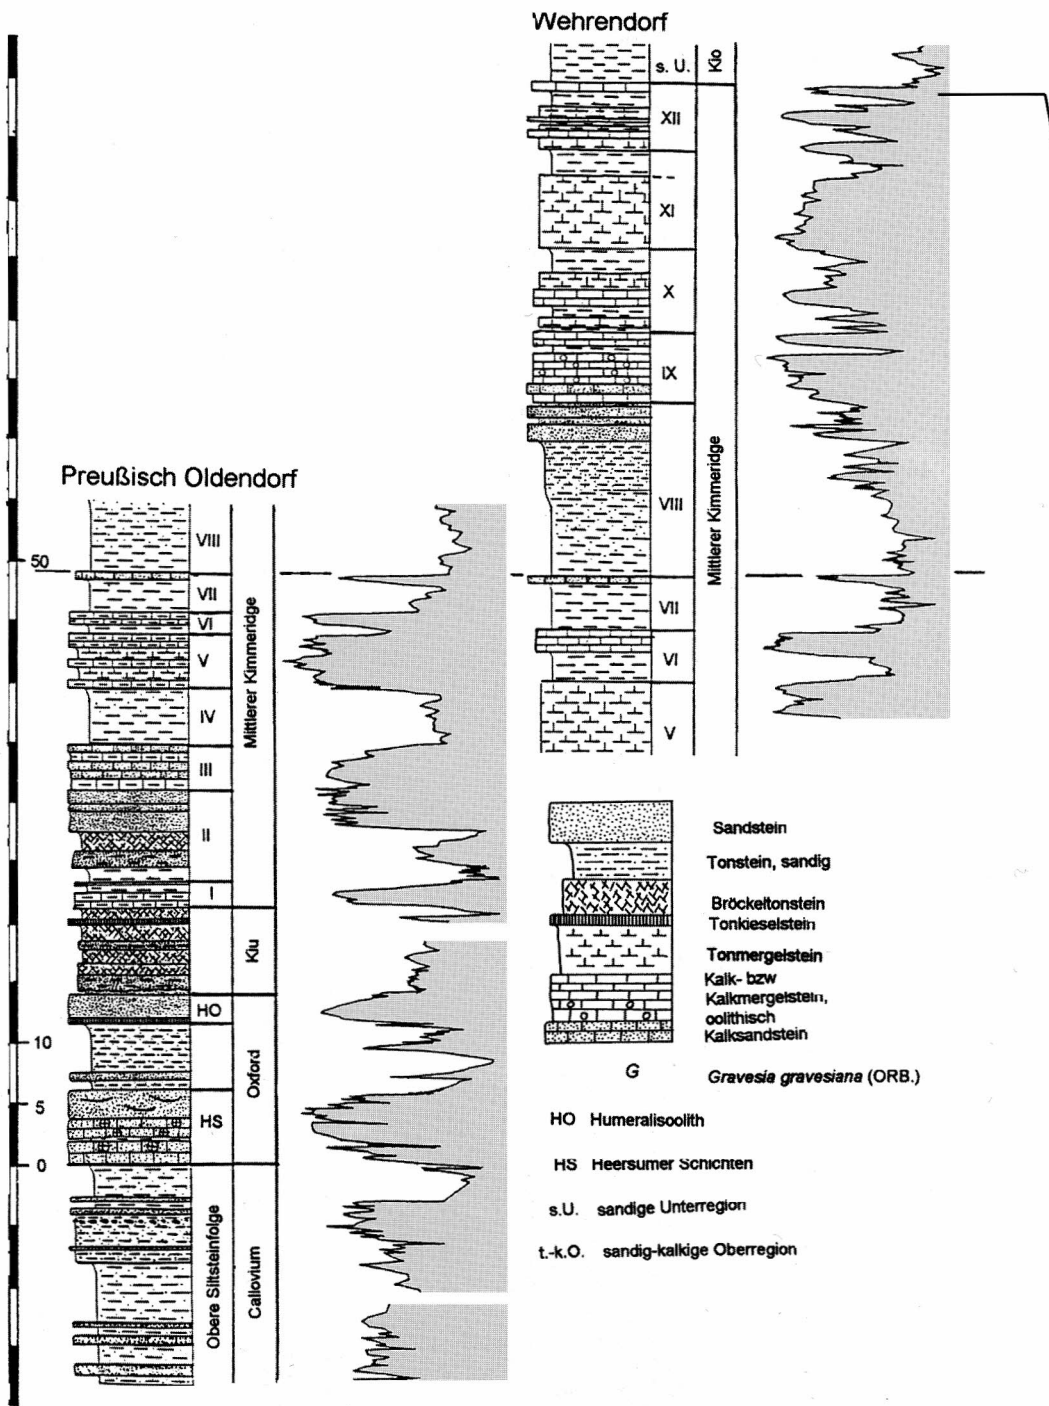 Wehrendorf
s. U.
Kio
XII
XI
X
IX
VIII
VII
VI
V
Mittlerer Kimmeridge
Preußisch Oldendorf
50
10
5
0
VIII
VII
VI
V
IV
III
II
I
HO
HS
Mittlerer Kimmeridge
Kiu
Oxford
Obere Siltsteinfolge
Callovium
Sandstein
Tonstein, sandig
Bröckeltonstein
Tonkieselstein
Tonmergelstein
Kalk- bzw
Kalkmergelstein,
oolithisch
Kalksandstein
G Gravesia gravesiana (ORB.)
HO Humeralisoolith
HS Heersumer Schichten
s.U. sandige Unterregion
t.-k.O. sandig-kalkige Oberregion